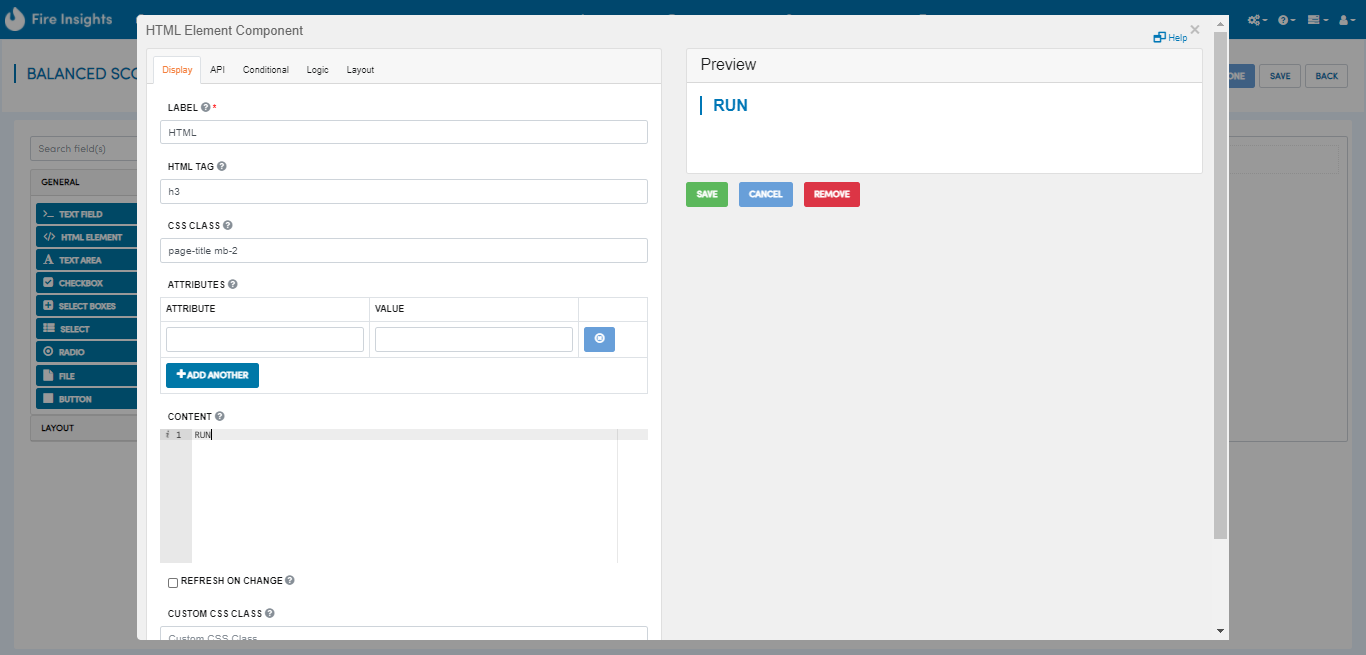 Fire Insights
HTML Element Component
Help
BALANCED SCO
ONE
SAVE
BACK
Display
API
Conditional
Logic
Layout
Preview
RUN
LABEL *
HTML
HTML TAG
h3
CSS CLASS
page-title mb-2
ATTRIBUTES
ATTRIBUTE
VALUE
ADD ANOTHER
CONTENT
i 1 RUN
REFRESH ON CHANGE
CUSTOM CSS CLASS
Custom CSS Class
SAVE
CANCEL
REMOVE
Search field(s)
GENERAL
TEXT FIELD
HTML ELEMENT
TEXT AREA
CHECKBOX
SELECT BOXES
SELECT
RADIO
FILE
BUTTON
LAYOUT